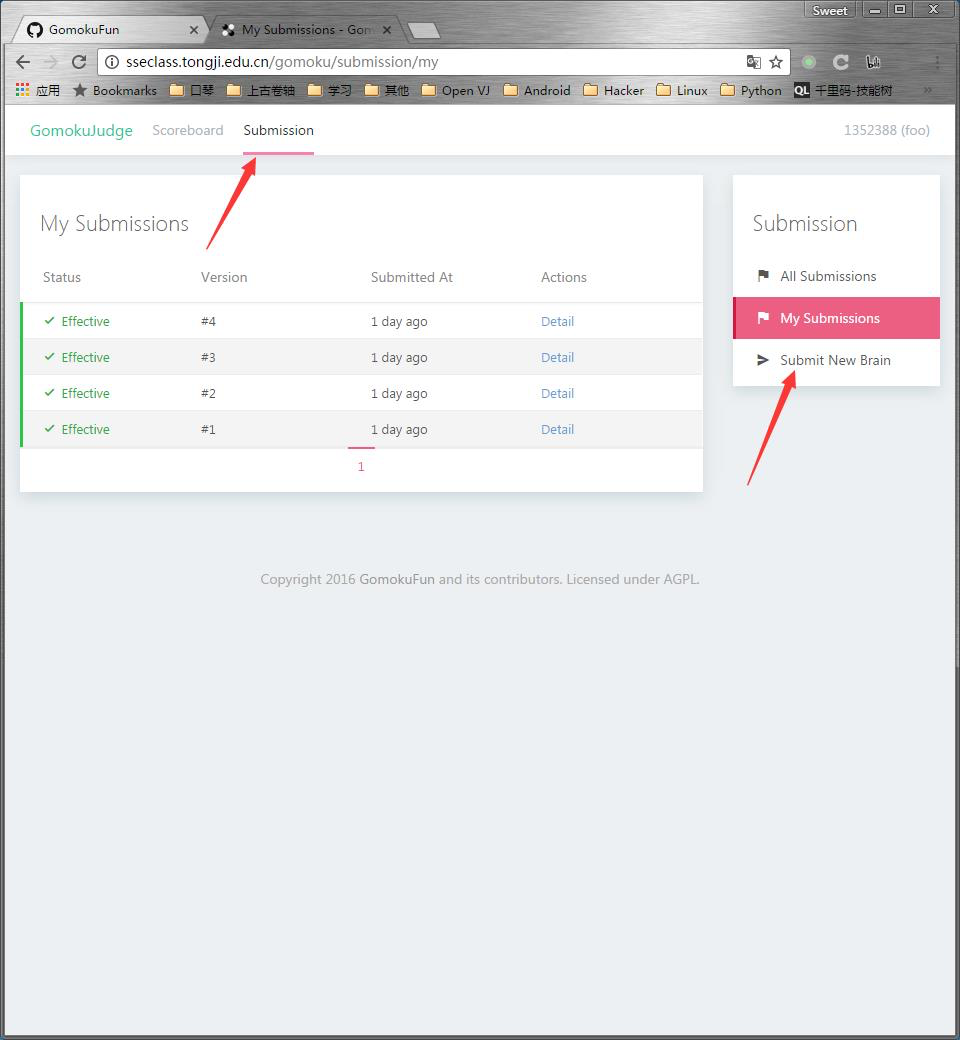 Sweet
GomokuFun
My Submissions - Gom
sseclass.tongji.edu.cn/gomoku/submission/my
应用 Bookmarks 口琴 上古卷轴 学习 其他 Open VJ Android Hacker Linux Python QL 千里码-技能树 »
GomokuJudge Scoreboard Submission 1352388 (foo)
My Submissions
Status Version Submitted At Actions
Effective #4 1 day ago Detail
Effective #3 1 day ago Detail
Effective #2 1 day ago Detail
Effective #1 1 day ago Detail
1
Submission
All Submissions
My Submissions
Submit New Brain
Copyright 2016 GomokuFun and its contributors. Licensed under AGPL.